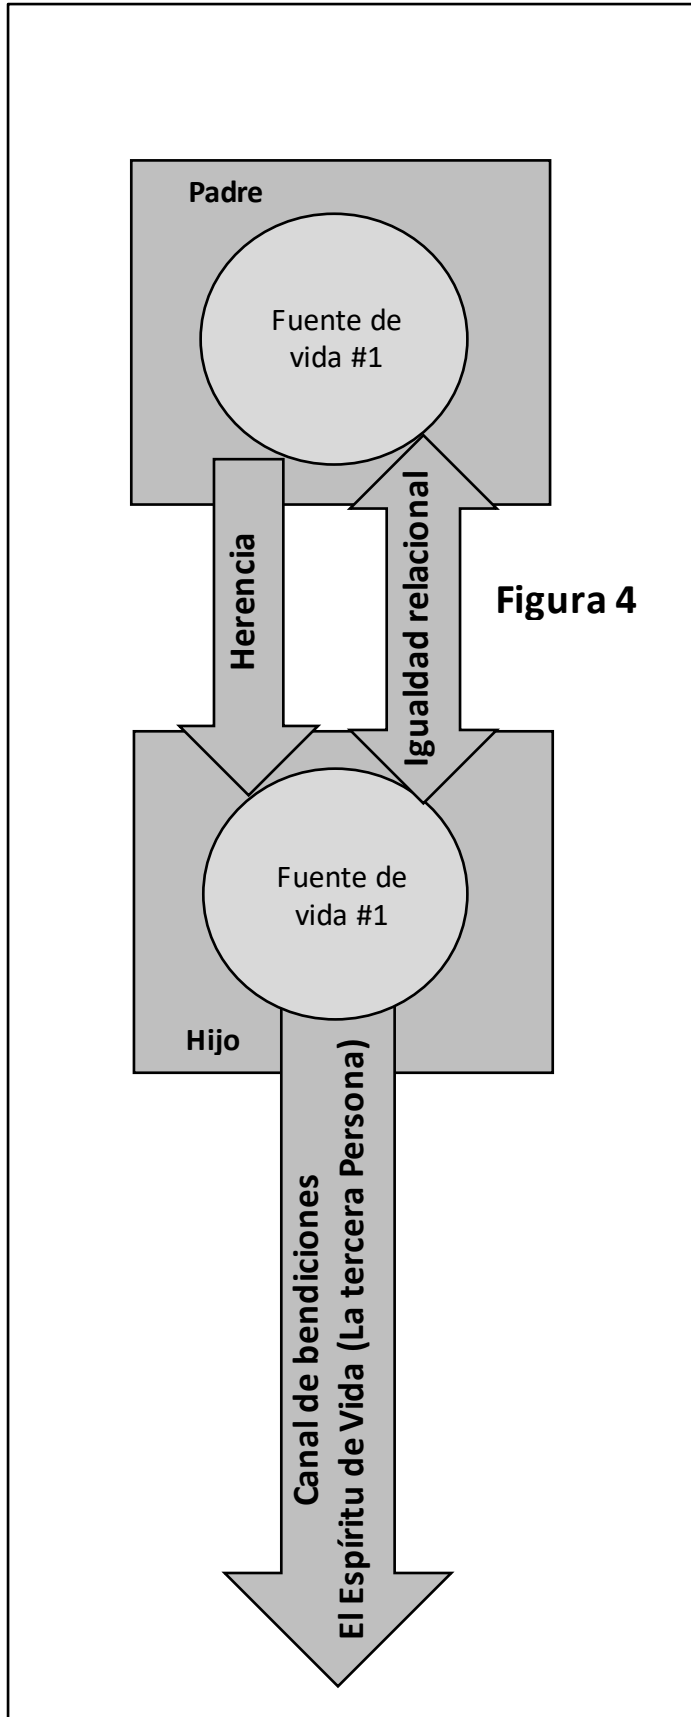 Padre
Fuente de
vida #1
Herencia
Igualdad relacional
Figura 4
Fuente de
vida #1
Hijo
Canal de bendiciones
El Espíritu de Vida (La tercera Persona)